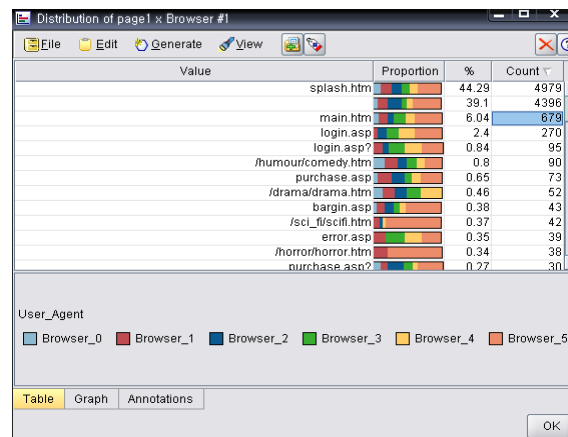 Distribution of page1 x Browser #1
File Edit Generate View
Value Proportion % Count
splash.htm 44.29 4979
39.1 4396
main.htm 6.04 679
login.asp 2.4 270
login.asp? 0.84 95
/humour/comedy.htm 0.8 90
purchase.asp 0.65 73
/drama/drama.htm 0.46 52
bargin.asp 0.38 43
/sci_fi/scifi.htm 0.37 42
error.asp 0.35 39
/horror/horror.htm 0.34 38
purchase.asp? 0.27 30
User_Agent
Browser_0 Browser_1 Browser_2 Browser_3 Browser_4 Browser_5
Table Graph Annotations
OK